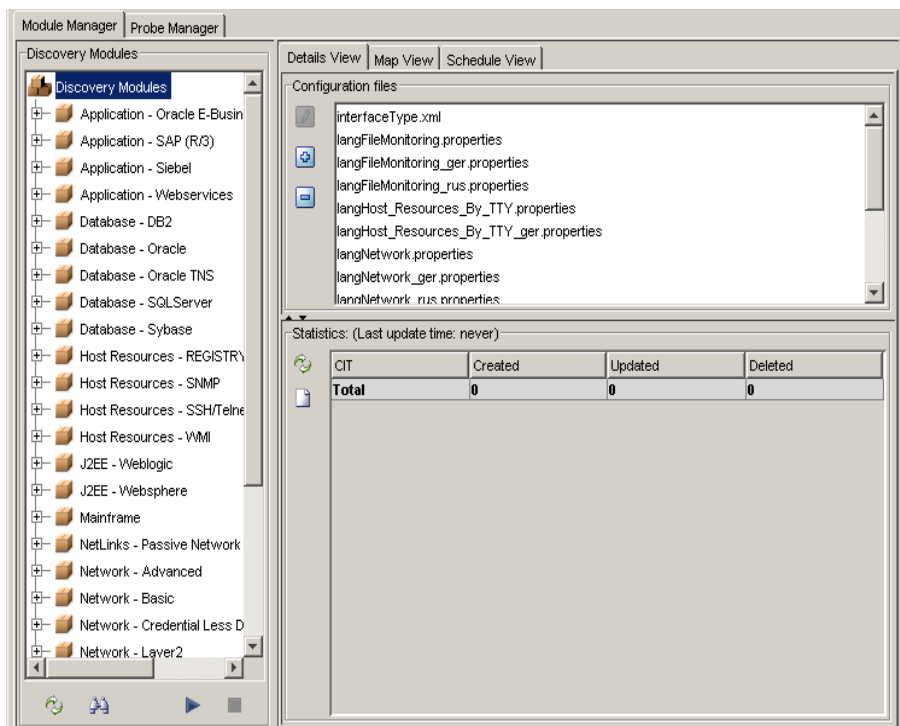 Module Manager
Probe Manager
Discovery Modules
Discovery Modules
Application - Oracle E-Busin
Application - SAP (R/3)
Application - Siebel
Application - Webservices
Database - DB2
Database - Oracle
Database - Oracle TNS
Database - SQLServer
Database - Sybase
Host Resources - REGISTRY
Host Resources - SNMP
Host Resources - SSH/Telne
Host Resources - WMI
J2EE - Weblogic
J2EE - Websphere
Mainframe
NetLinks - Passive Network
Network - Advanced
Network - Basic
Network - Credential Less D
Network - Layer2
Details View
Map View
Schedule View
Configuration files
interfaceType.xml
langFileMonitoring.properties
langFileMonitoring_ger.properties
langFileMonitoring_rus.properties
langHost_Resources_By_TTY.properties
langHost_Resources_By_TTY_ger.properties
langNetwork.properties
langNetwork_ger.properties
langNetwork_rus.properties
Statistics: (Last update time: never)
CIT Created Updated Deleted
Total 0 0 0